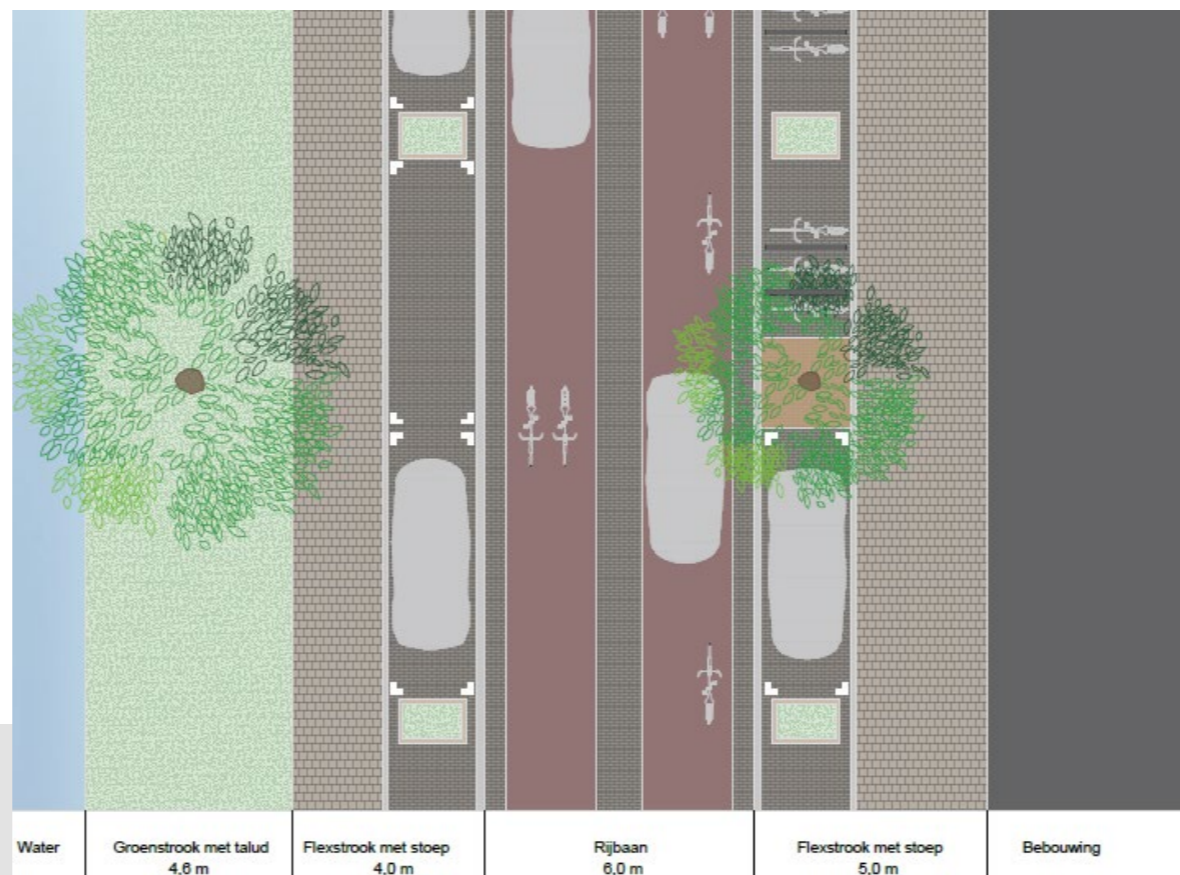 Water
Groenstrook met talud
4,6 m
Flexstrook met stoep
4,0 m
Rijbaan
6,0 m
Flexstrook met stoep
5,0 m
Bebouwing